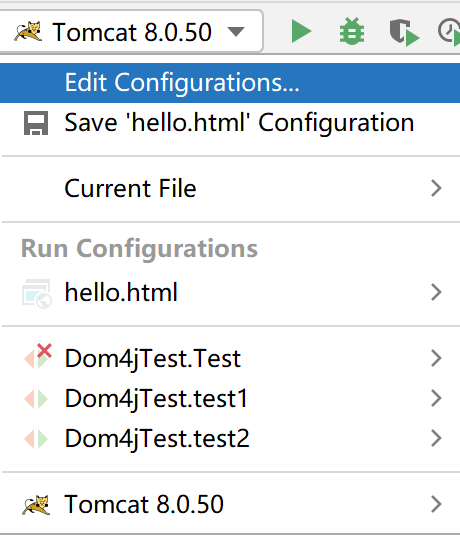 Tomcat 8.0.50
Edit Configurations...
Save 'hello.html' Configuration
Current File
Run Configurations
hello.html
Dom4jTest.Test
Dom4jTest.test1
Dom4jTest.test2
Tomcat 8.0.50